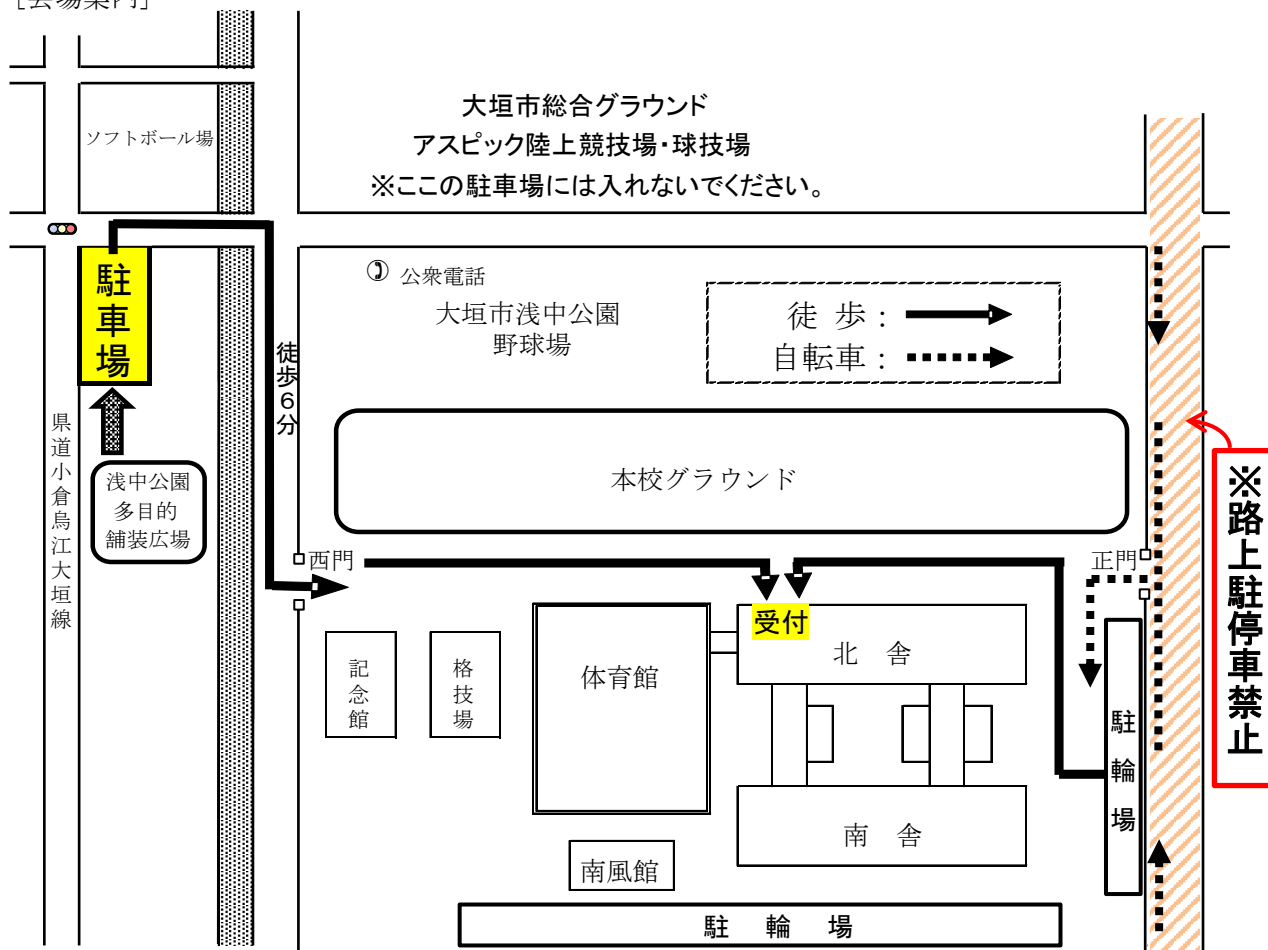 ［会場案内］
大垣市総合グラウンド
アスピック陸上競技場・球技場
※ここの駐車場には入れないでください。
ソフトボール場
駐車場
公衆電話
大垣市浅中公園
野球場
徒 歩：
自転車：
徒歩６分
県道小倉烏江大垣線
浅中公園
多目的
舗装広場
本校グラウンド
※路上駐停車禁止
西門
正門
受付
北 舎
記念館
格技場
体育館
駐輪場
南 舎
南風館
駐 輪 場